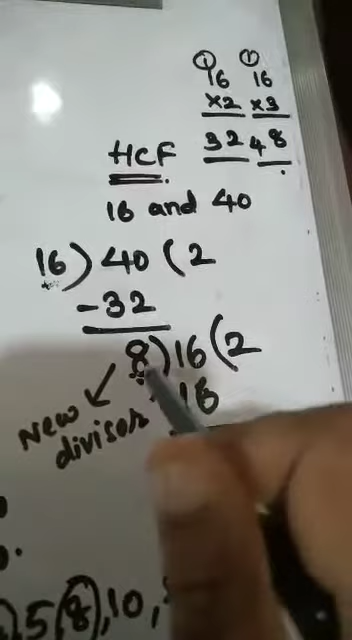 ① ①
16 16
×2 ×3
32 48
HCF
16 and 40
16) 40 (2
-32
8) 16 (2
16
New
divisor
5, 8, 10,